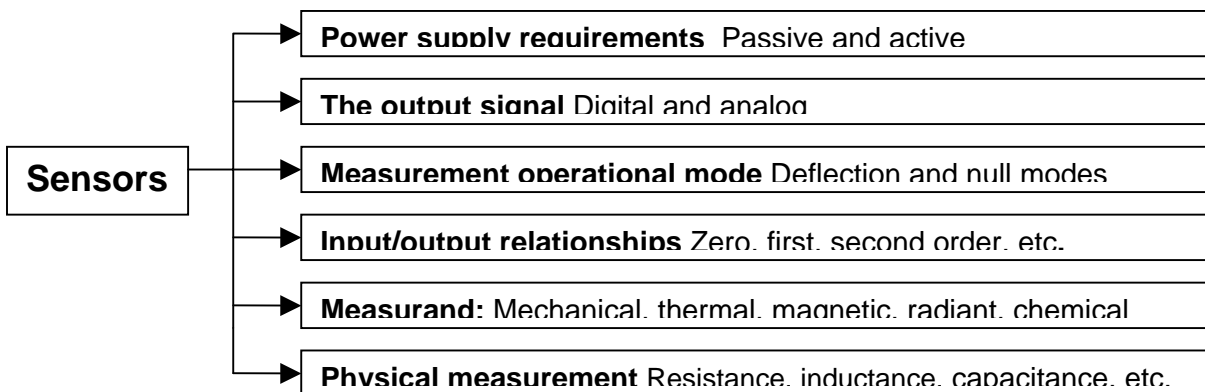 Power supply requirements Passive and active
The output signal Digital and analog
Sensors
Measurement operational mode Deflection and null modes
Input/output relationships Zero, first, second order, etc.
Measurand: Mechanical, thermal, magnetic, radiant, chemical
Physical measurement Resistance, inductance, capacitance, etc.